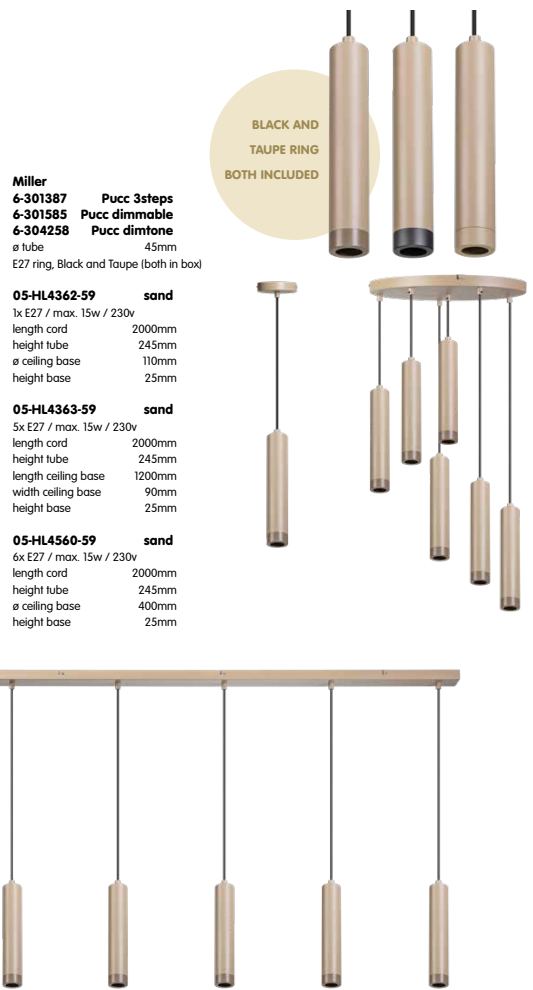 BLACK AND
TAUPE RING
BOTH INCLUDED
Miller
6-301387 Pucc 3steps
6-301585 Pucc dimmable
6-304258 Pucc dimtone
ø tube 45mm
E27 ring, Black and Taupe (both in box)
05-HL4362-59 sand
1x E27 / max. 15w / 230v
length cord 2000mm
height tube 245mm
ø ceiling base 110mm
height base 25mm
05-HL4363-59 sand
5x E27 / max. 15w / 230v
length cord 2000mm
height tube 245mm
length ceiling base 1200mm
width ceiling base 90mm
height base 25mm
05-HL4560-59 sand
6x E27 / max. 15w / 230v
length cord 2000mm
height tube 245mm
ø ceiling base 400mm
height base 25mm